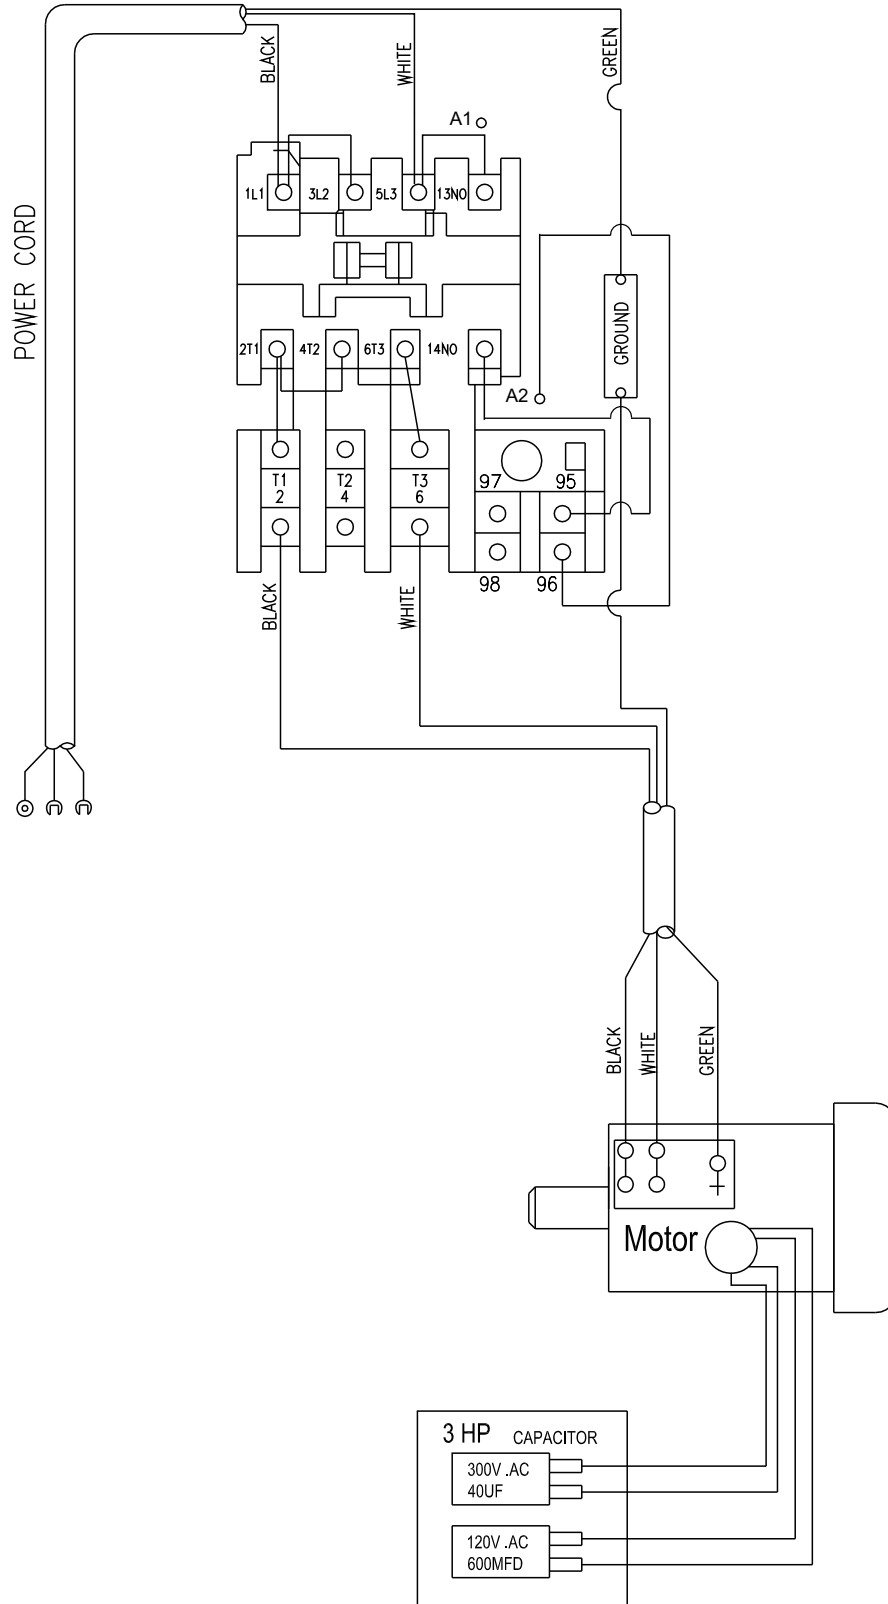 BLACK
WHITE
GREEN
A1
1L1 3L2 5L3 13NO
POWER CORD
GROUND
2T1 4T2 6T3 14NO
A2
T1 T2 T3 97 95
2 4 6
98 96
BLACK
WHITE
BLACK
WHITE
GREEN
Motor
3 HP CAPACITOR
300V .AC
40UF
120V .AC
600MFD